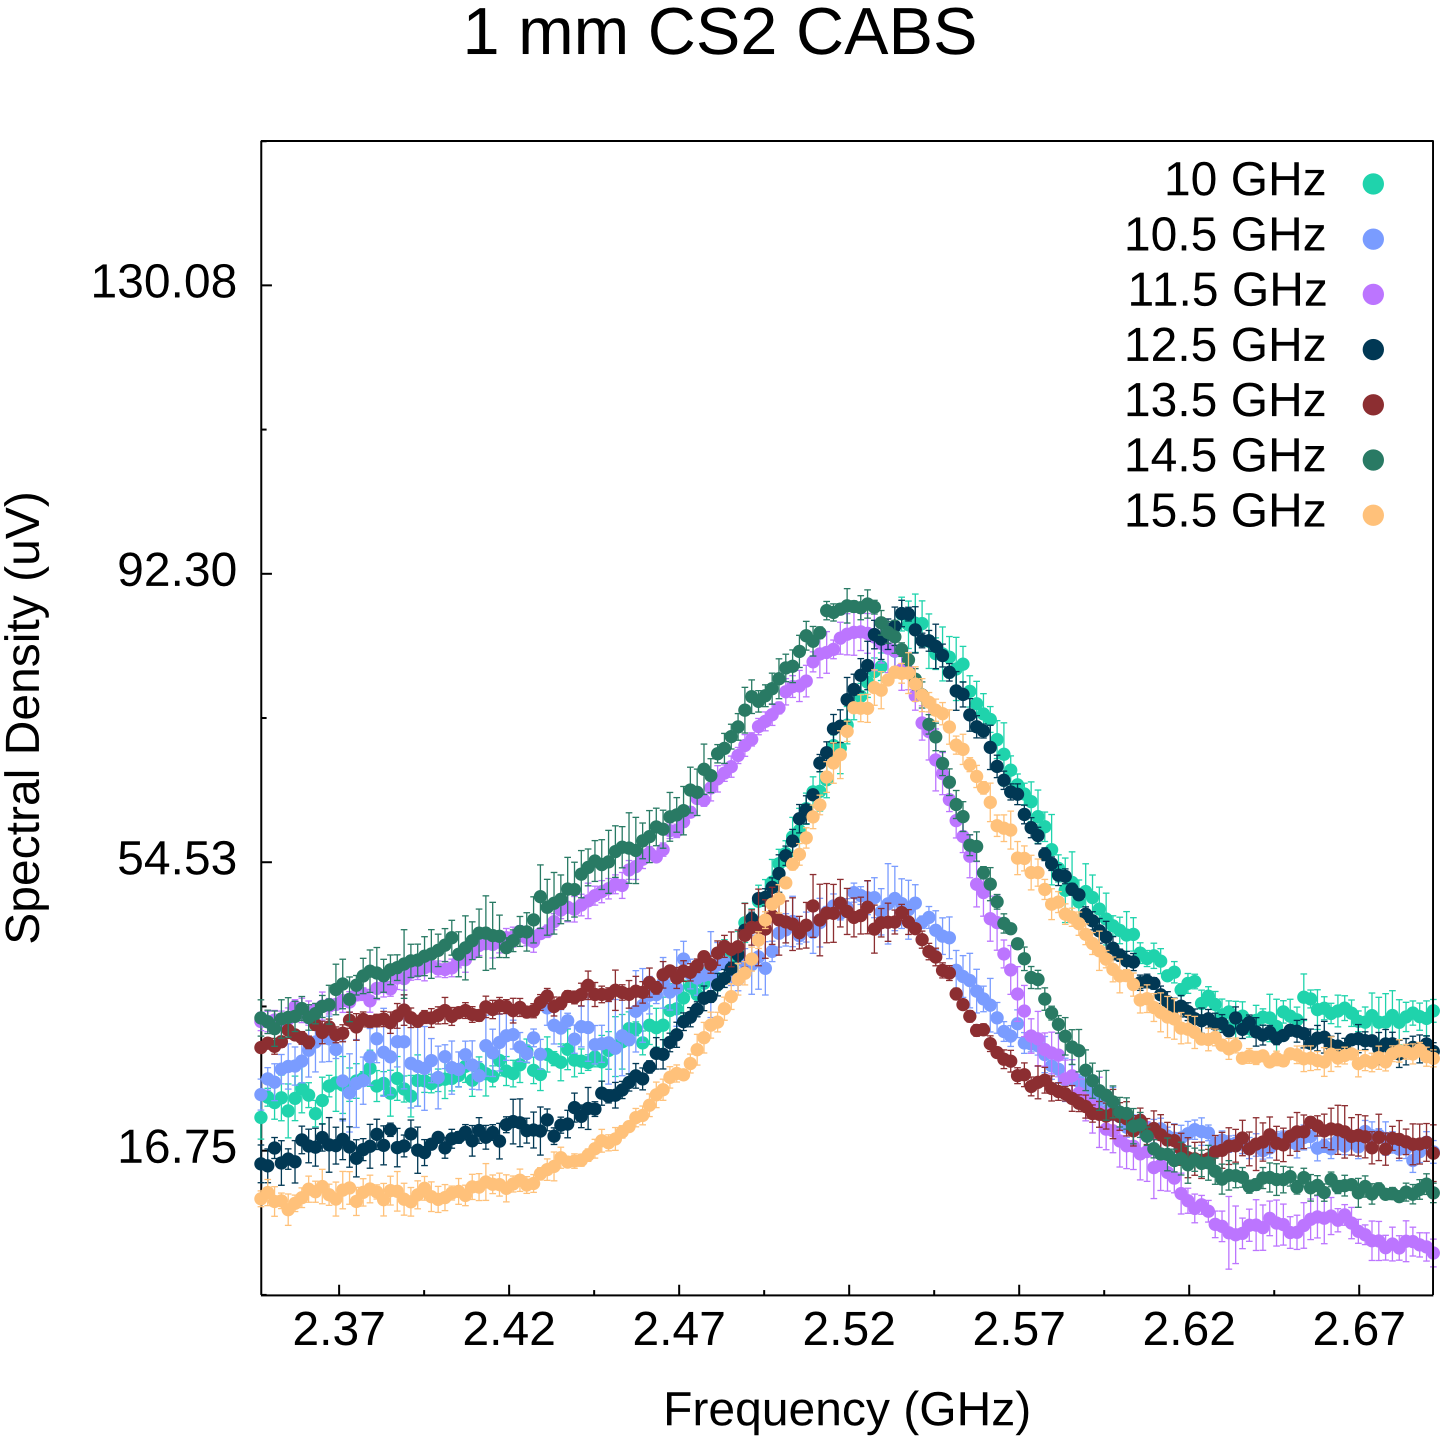 1 mm CS2 CABS
10 GHz
10.5 GHz
11.5 GHz
12.5 GHz
13.5 GHz
14.5 GHz
15.5 GHz
130.08
92.30
54.53
16.75
Spectral Density (uV)
2.37 2.42 2.47 2.52 2.57 2.62 2.67
Frequency (GHz)